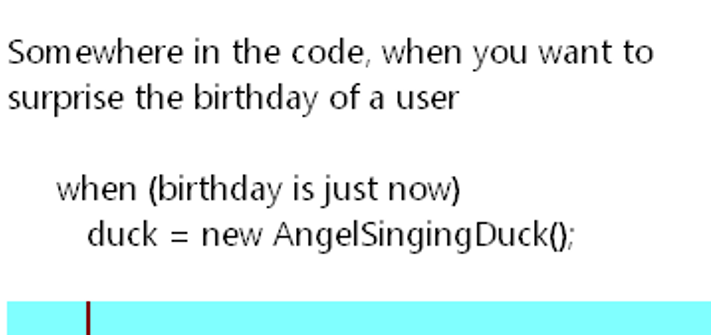 Somewhere in the code, when you want to
surprise the birthday of a user
when (birthday is just now)
duck = new AngelSingingDuck();